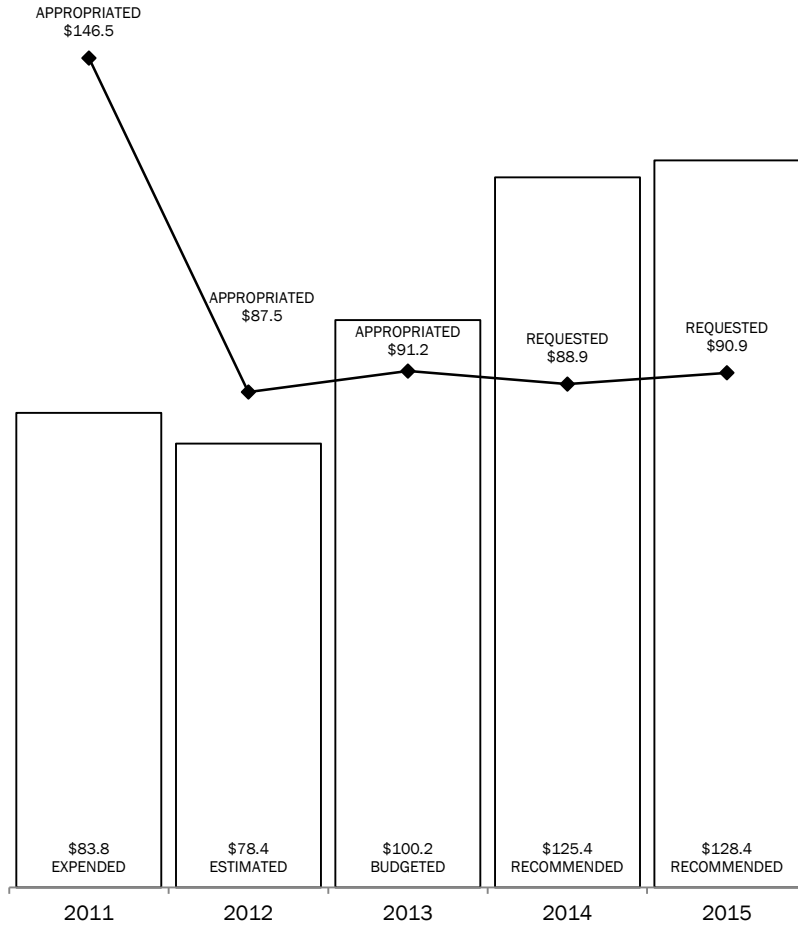 APPROPRIATED
$146.5
APPROPRIATED
$87.5
APPROPRIATED
$91.2
REQUESTED
$88.9
REQUESTED
$90.9
$83.8
EXPENDED
$78.4
ESTIMATED
$100.2
BUDGETED
$125.4
RECOMMENDED
$128.4
RECOMMENDED
2011
2012
2013
2014
2015